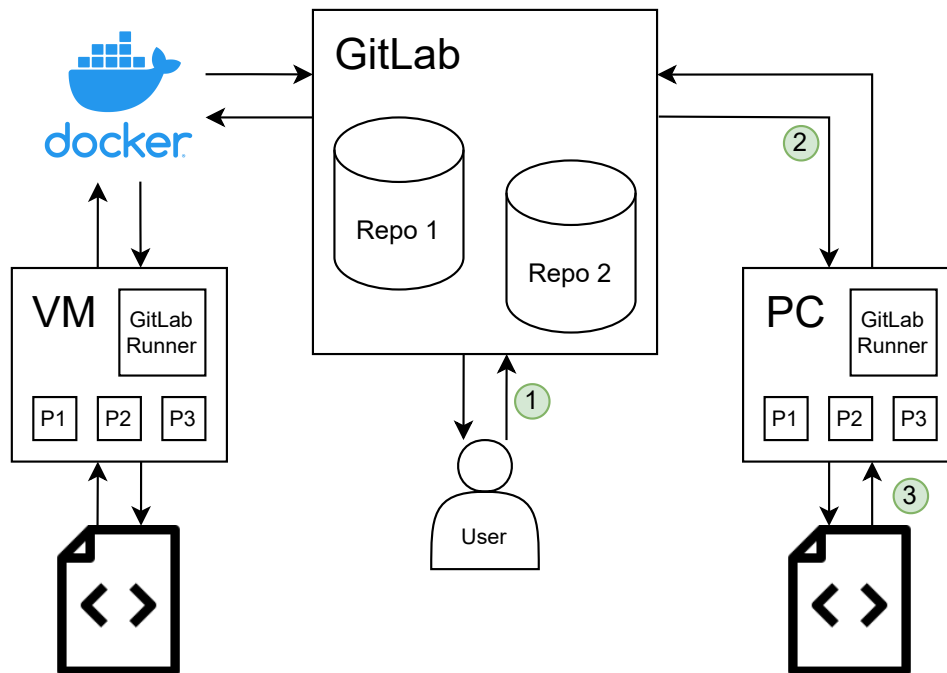 GitLab
docker
Repo 1
Repo 2
2
VM
GitLab
Runner
P1
P2
P3
PC
GitLab
Runner
P1
P2
P3
1
User
3